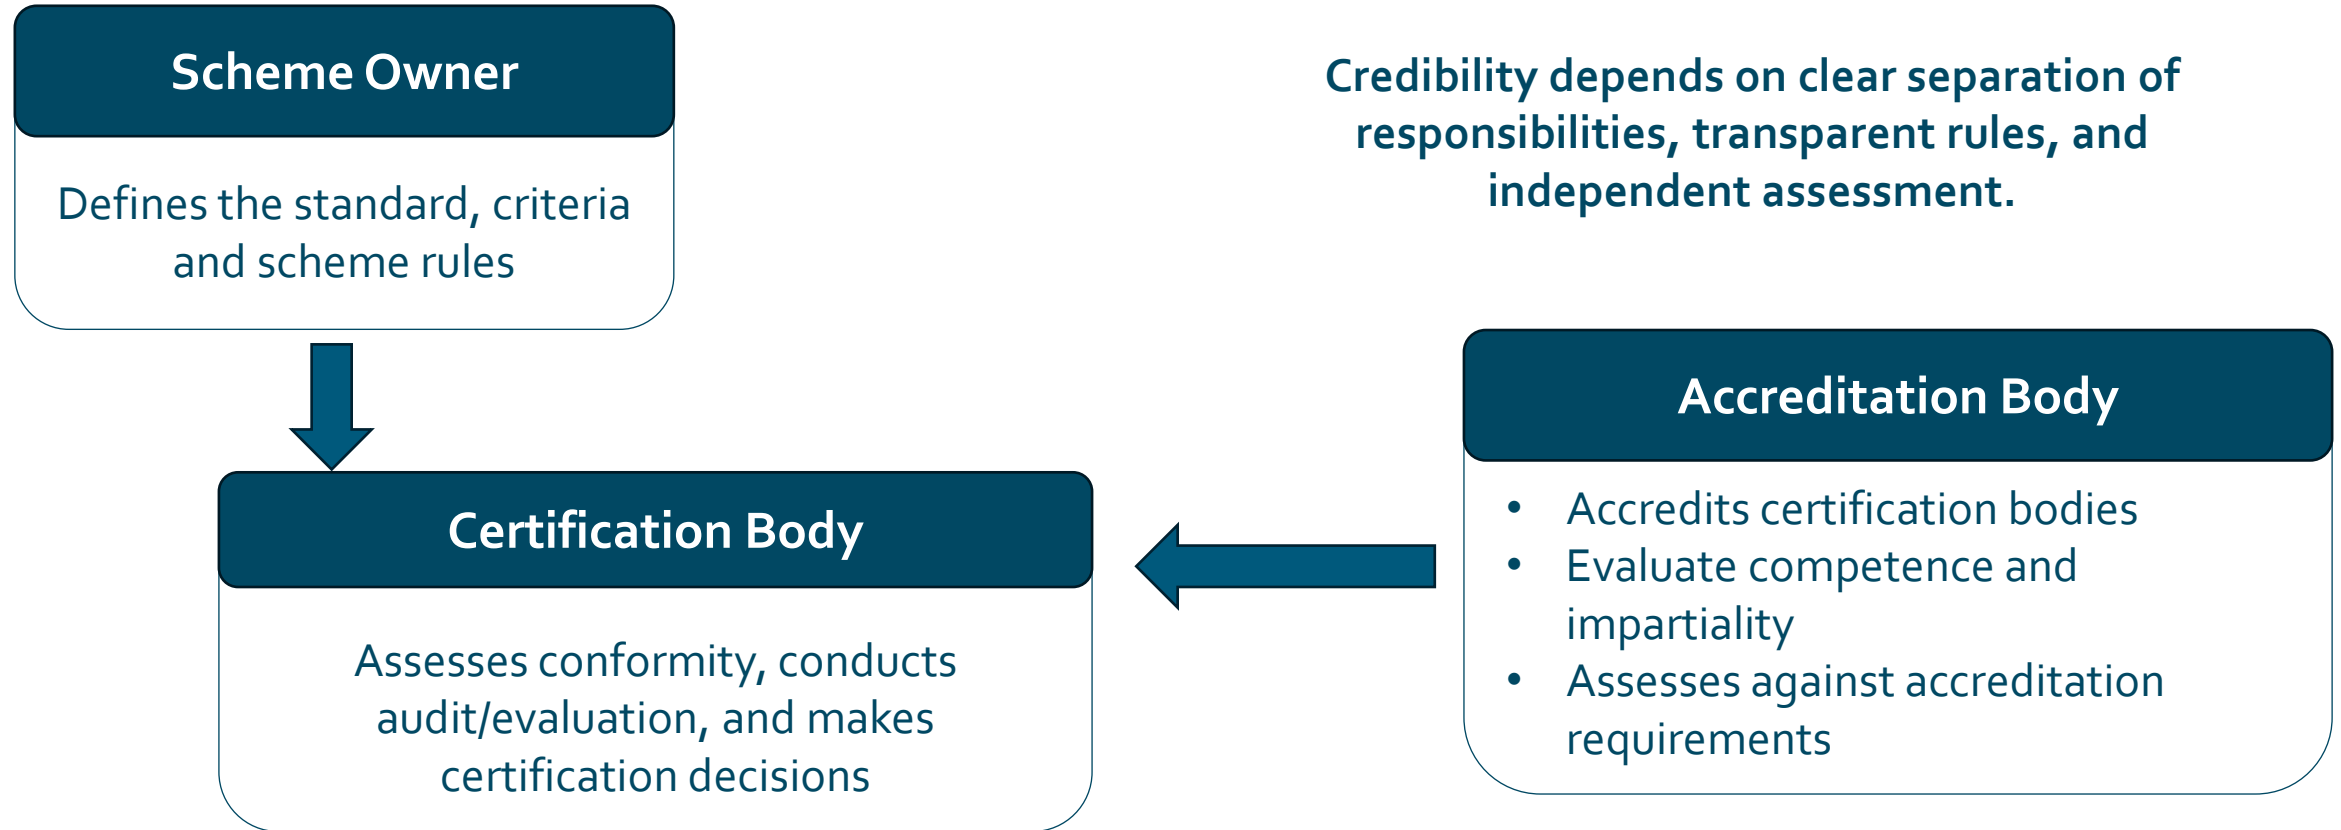 Scheme Owner
Defines the standard, criteria
and scheme rules
Credibility depends on clear separation of
responsibilities, transparent rules, and
independent assessment.
Certification Body
Assesses conformity, conducts
audit/evaluation, and makes
certification decisions
Accreditation Body
• Accredits certification bodies
• Evaluate competence and
impartiality
• Assesses against accreditation
requirements